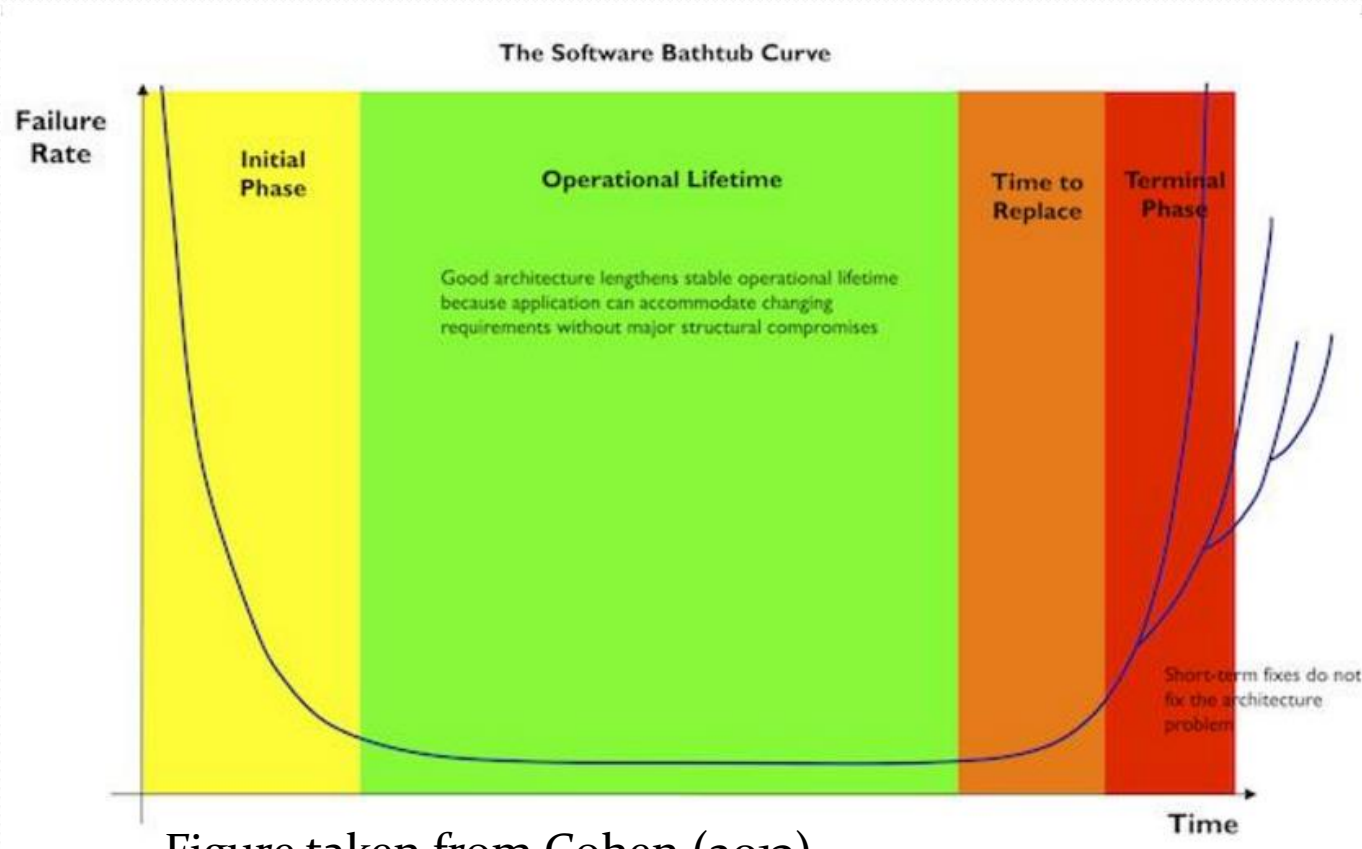 The Software Bathtub Curve
Failure
Rate
Initial
Phase
Operational Lifetime
Time to
Replace
Terminal
Phase
Good architecture lengthens stable operational lifetime
because application can accommodate changing
requirements without major structural compromises
Short-term fixes do not
fix the architecture
problem
Time
Figure taken from Cohen (2012)